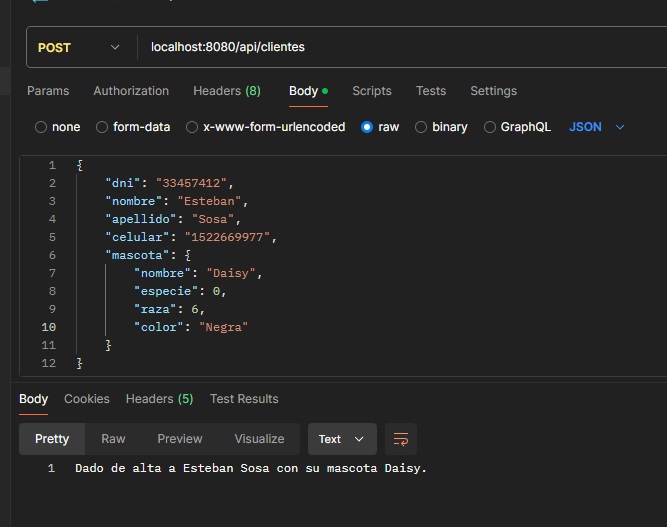 POST localhost:8080/api/clientes
Params Authorization Headers (8) Body Scripts Tests Settings
none form-data x-www-form-urlencoded raw binary GraphQL JSON
1 {
2 "dni": "33457412",
3 "nombre": "Esteban",
4 "apellido": "Sosa",
5 "celular": "1522669977",
6 "mascota": {
7 "nombre": "Daisy",
8 "especie": 0,
9 "raza": 6,
10 "color": "Negra"
11 }
12 }
Body Cookies Headers (5) Test Results
Pretty Raw Preview Visualize Text
1 Dado de alta a Esteban Sosa con su mascota Daisy.